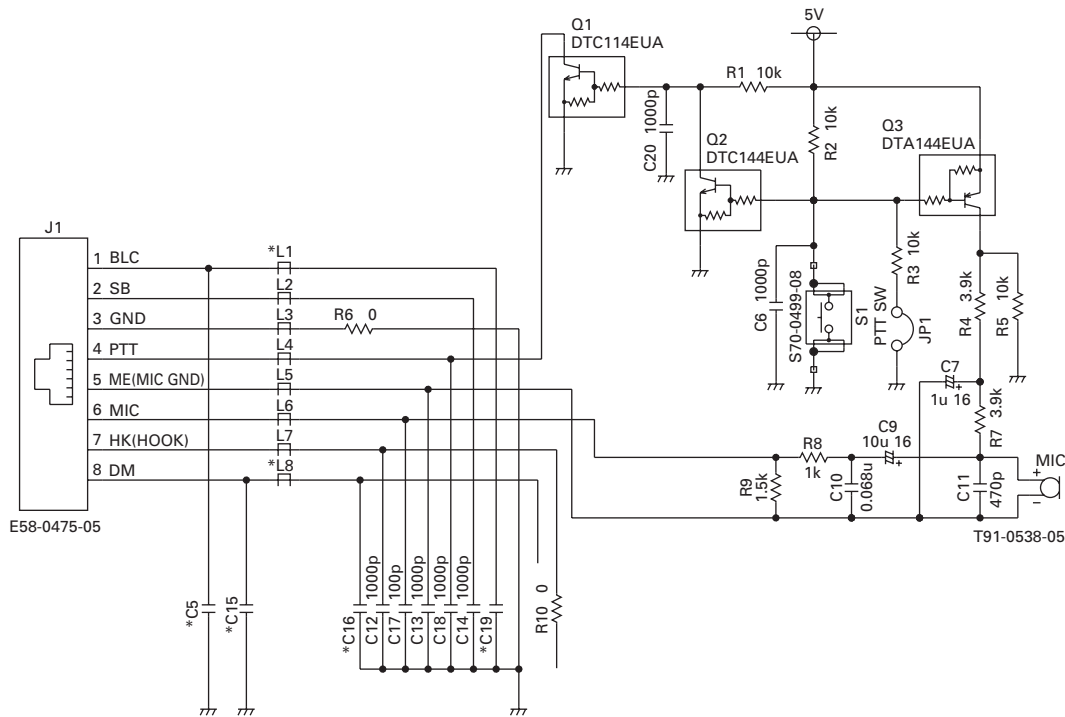 Q1
DTC114EUA
5V
R1 10k
C20 1000p
R2 10k
Q2
DTC144EUA
Q3
DTA144EUA
J1
1 BLC
2 SB
3 GND
4 PTT
5 ME(MIC GND)
6 MIC
7 HK(HOOK)
8 DM
E58-0475-05
*L1
L2
L3
L4
L5
L6
L7
*L8
R6 0
C6 1000p
S70-0499-08
S1
R3 10k
PTT SW
JP1
R4 3.9k
R5 10k
C7
1u 16
+
R7 3.9k
C9
10u 16
+
R8
1k
R9
1.5k
C10
0.068u
C11
470p
MIC
+
-
T91-0538-05
*C5
*C15
*C16
C12 1000p
C17 100p
C13 1000p
C18 1000p
C14 1000p
*C19
R10 0